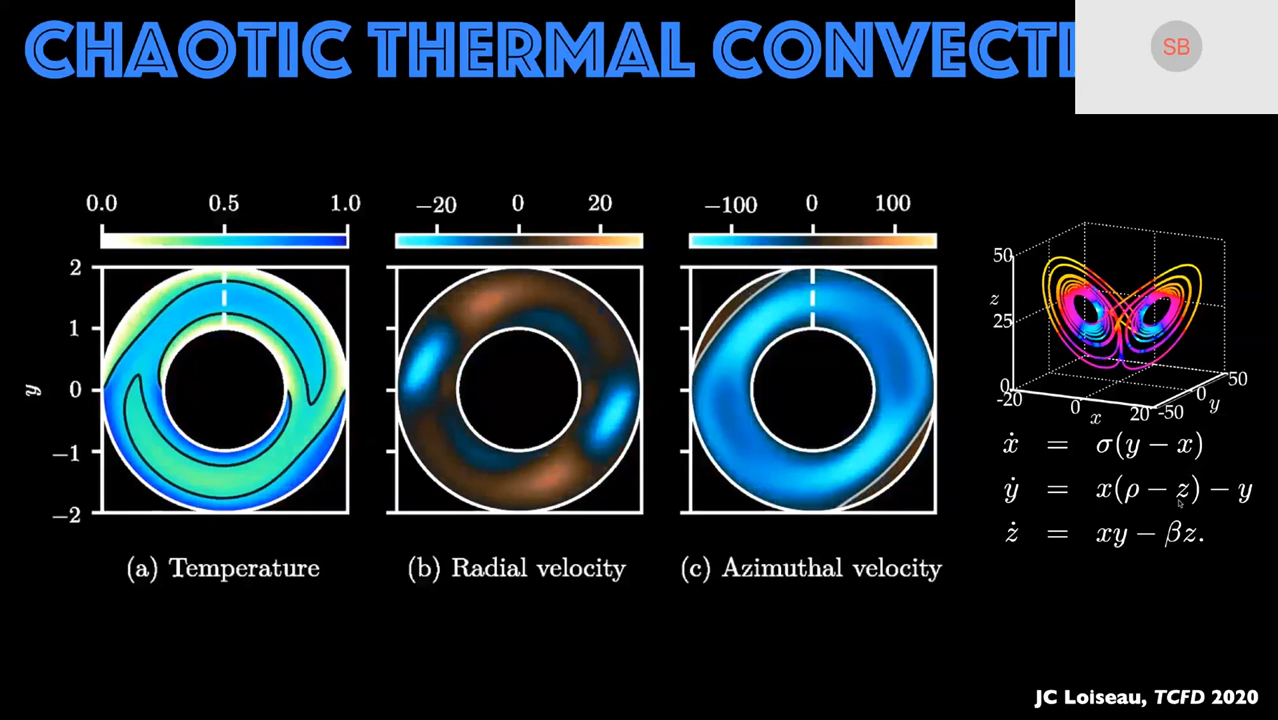 CHAOTIC THERMAL CONVECTI
SB
0.0 0.5 1.0
−20 0 20
−100 0 100
2
1
y 0
−1
−2
50
z
25
0
-20 0 x 20
-50 0 y 50
ẋ = σ(y − x)
ẏ = x(ρ − z) − y
ż = xy − βz.
(a) Temperature
(b) Radial velocity
(c) Azimuthal velocity
JC Loiseau, TCFD 2020